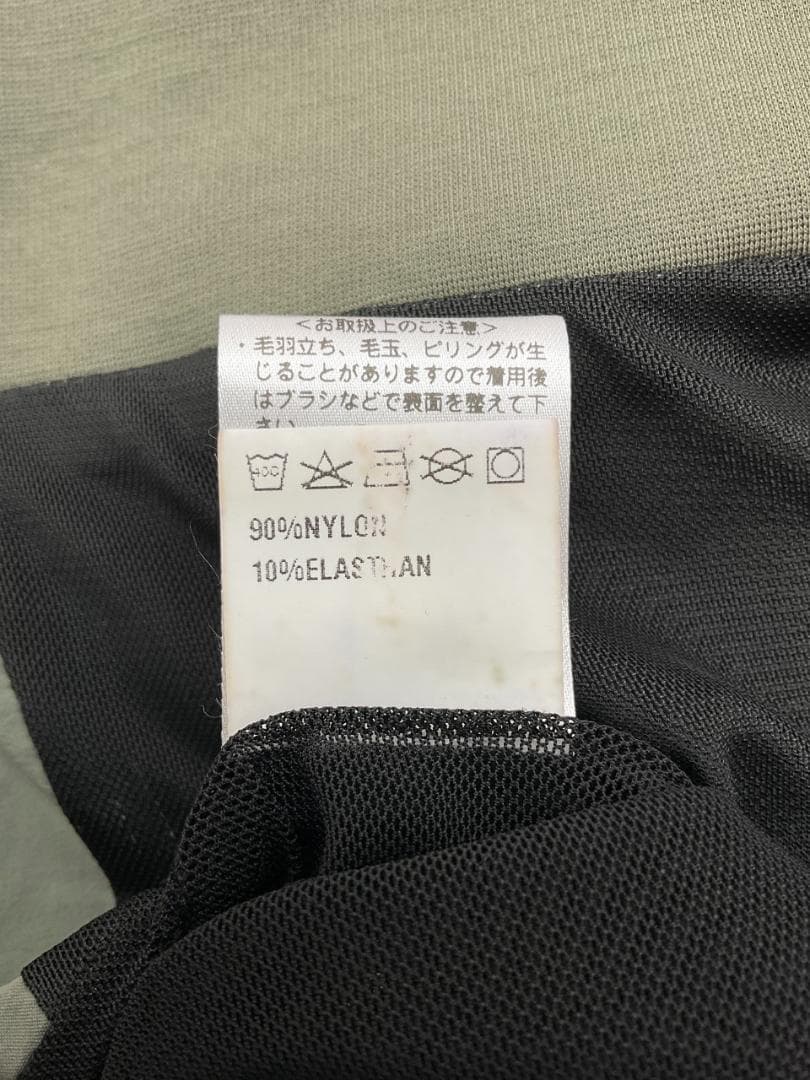 <お取扱上のご注意>
・毛羽立ち、毛玉、ピリングが生
じることがありますので着用後
はブラシなどで表面を整えて下
さい
90%NYLON
10%ELASTHAN